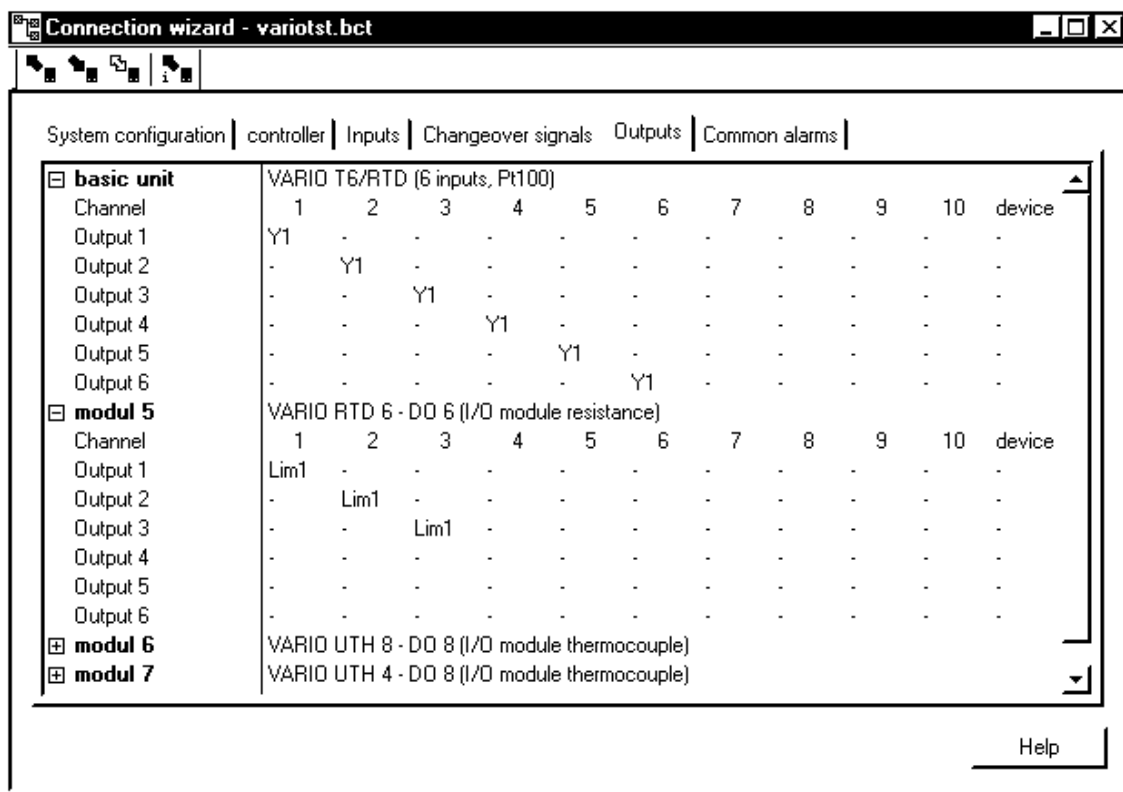 Connection wizard - variotst.bct
System configuration controller Inputs Changeover signals Outputs Common alarms
basic unit VARIO T6/RTD (6 inputs, Pt100)
Channel 1 2 3 4 5 6 7 8 9 10 device
Output 1 Y1 - - - - - - - - - -
Output 2 - Y1 - - - - - - - - -
Output 3 - - Y1 - - - - - - - -
Output 4 - - - Y1 - - - - - - -
Output 5 - - - - Y1 - - - - - -
Output 6 - - - - - Y1 - - - - -
modul 5 VARIO RTD 6 - DO 6 (I/O module resistance)
Channel 1 2 3 4 5 6 7 8 9 10 device
Output 1 Lim1 - - - - - - - - - -
Output 2 - Lim1 - - - - - - - - -
Output 3 - - Lim1 - - - - - - - -
Output 4 - - - - - - - - - - -
Output 5 - - - - - - - - - - -
Output 6 - - - - - - - - - - -
modul 6 VARIO UTH 8 - DO 8 (I/O module thermocouple)
modul 7 VARIO UTH 4 - DO 8 (I/O module thermocouple)
Help